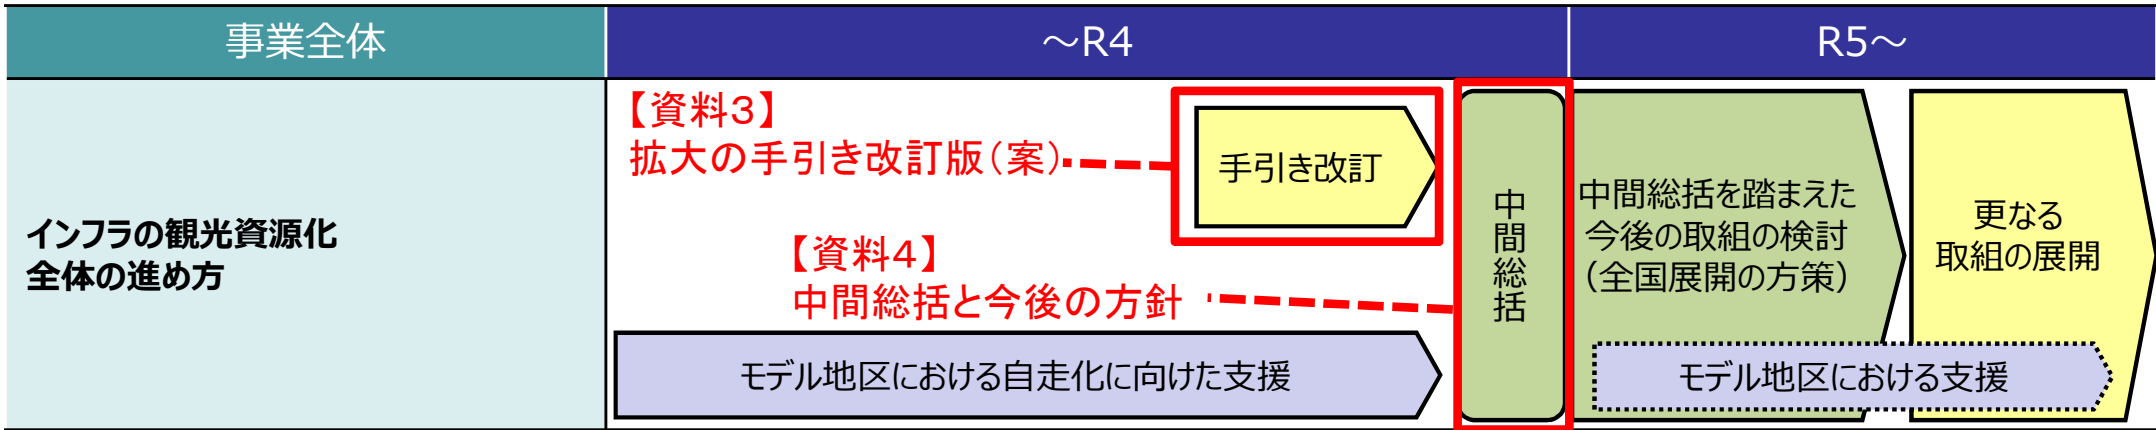 事業全体
～R4
R5～
インフラの観光資源化
全体の進め方
【資料3】
拡大の手引き改訂版（案）
手引き改訂
【資料4】
中間総括と今後の方針
モデル地区における自走化に向けた支援
中間総括
中間総括を踏まえた
今後の取組の検討
（全国展開の方策）
更なる
取組の展開
モデル地区における支援